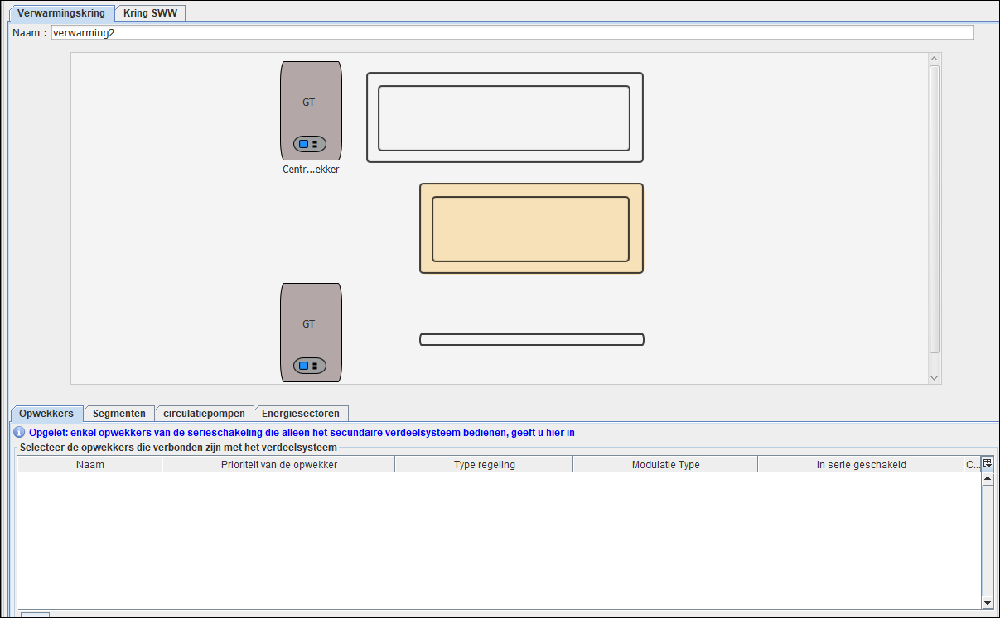 Verwarmingskring Kring SWW
Naam : verwarming2
GT
Centr...ekker
GT
Opwekkers Segmenten circulatiepompen Energiesectoren
Opgelet: enkel opwekkers van de serieschakeling die alleen het secundaire verdeelsysteem bedienen, geeft u hier in
Selecteer de opwekkers die verbonden zijn met het verdeelsysteem
Naam Prioriteit van de opwekker Type regeling Modulatie Type In serie geschakeld C...